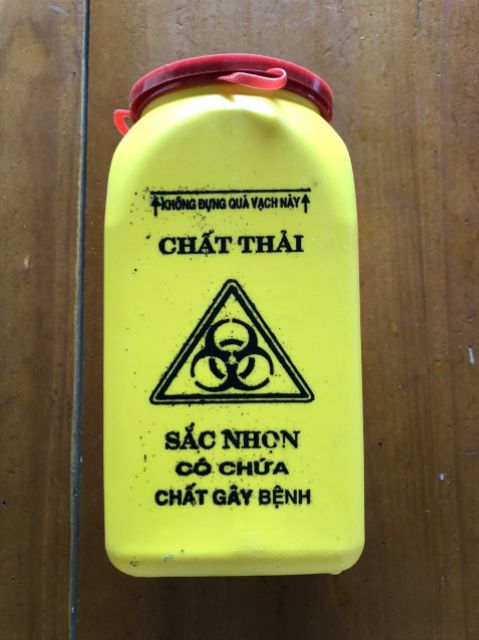 KHÔNG ĐỰNG QUÁ VẠCH NÀY
CHẤT THẢI
SẮC NHỌN
CÓ CHỨA
CHẤT GÂY BỆNH